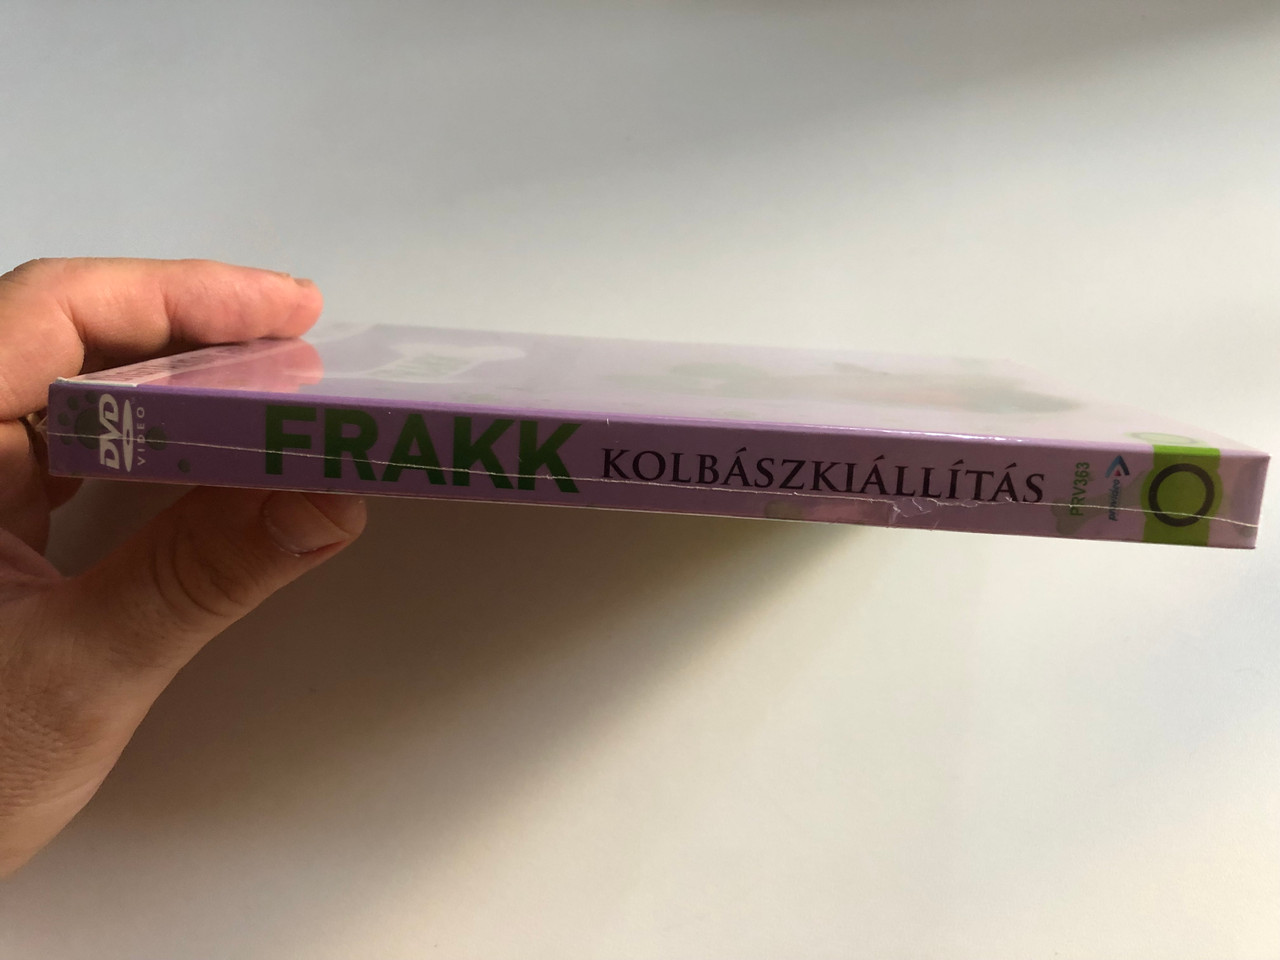 DVD
VIDEO
FRAKK KOLBÁSZKIÁLLÍTÁS
PRV363